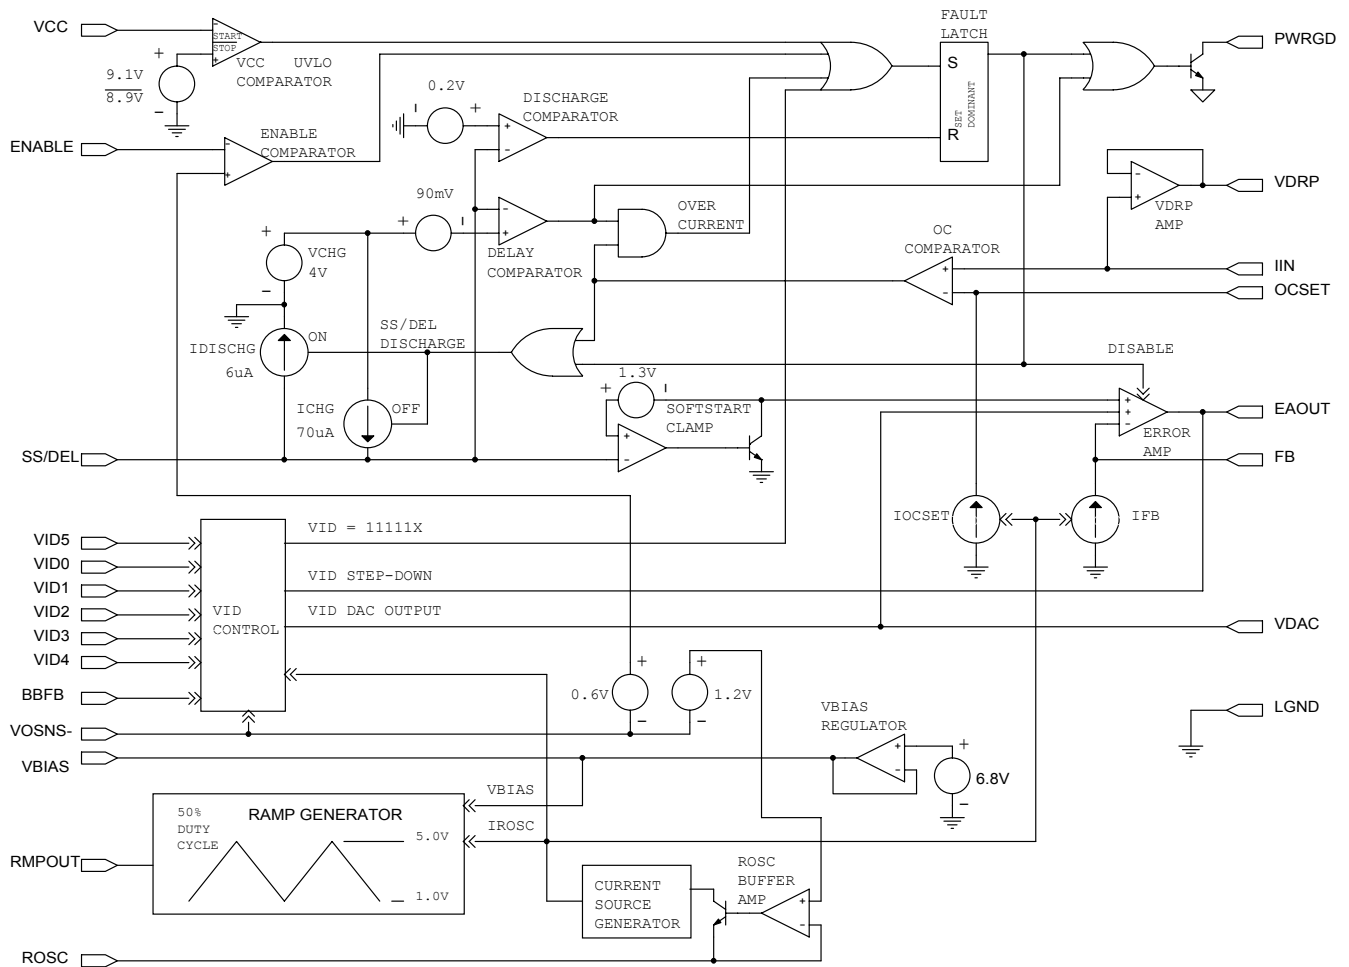 VCC
START
STOP
VCC UVLO
COMPARATOR
9.1V
8.9V
FAULT
LATCH
S
SET
DOMINANT
R
PWRGD
0.2V
DISCHARGE
COMPARATOR
ENABLE
ENABLE
COMPARATOR
90mV
OVER
CURRENT
DELAY
COMPARATOR
VCHG
4V
OC
COMPARATOR
VDRP
VDRP
AMP
IIN
OCSET
IDISCHG
6uA
ON
SS/DEL
DISCHARGE
DISABLE
1.3V
SOFTSTART
CLAMP
ICHG
70uA
OFF
EAOUT
ERROR
AMP
SS/DEL
FB
IOCSET
IFB
VID5
VID0
VID1
VID2
VID3
VID4
BBFB
VOSNS-
VBIAS
VID
CONTROL
VID = 11111X
VID STEP-DOWN
VID DAC OUTPUT
VDAC
0.6V
1.2V
VBIAS
REGULATOR
6.8V
LGND
VBIAS
IROSC
50%
DUTY
CYCLE
RAMP GENERATOR
5.0V
1.0V
RMPOUT
CURRENT
SOURCE
GENERATOR
ROSC
BUFFER
AMP
ROSC